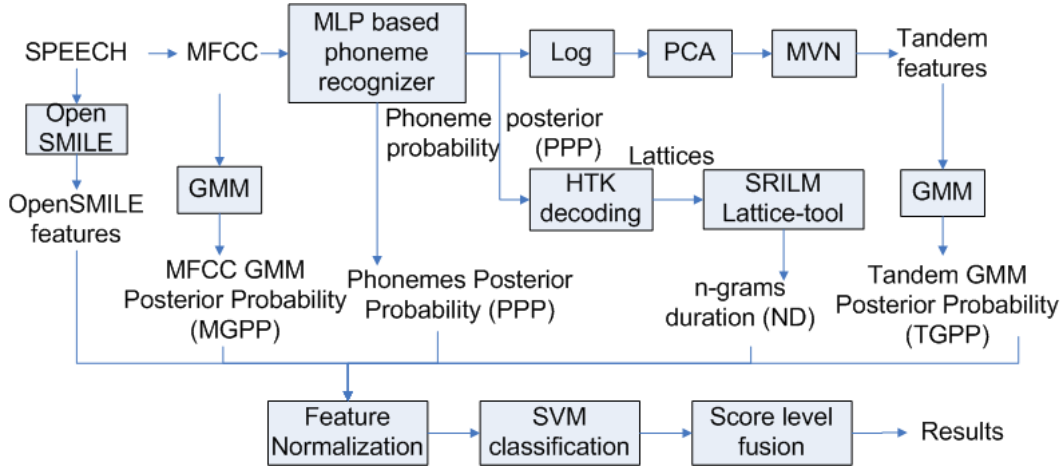 SPEECH
MFCC
MLP based
phoneme
recognizer
Log
PCA
MVN
Tandem
features
Open
SMILE
Phoneme posterior
probability (PPP)
Lattices
GMM
HTK
decoding
SRILM
Lattice-tool
GMM
OpenSMILE
features
MFCC GMM
Posterior Probability
(MGPP)
Phonemes Posterior
Probability (PPP)
n-grams
duration (ND)
Tandem GMM
Posterior Probability
(TGPP)
Feature
Normalization
SVM
classification
Score level
fusion
Results